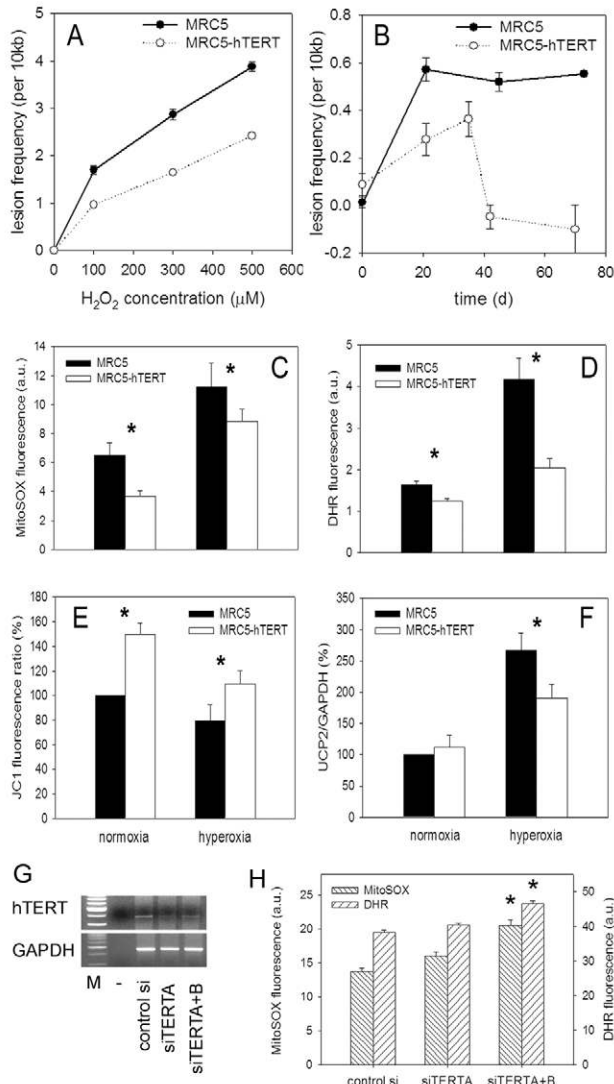 A
MRC5
MRC5-hTERT
lesion frequency (per 10kb)
5
4
3
2
1
0
0 100 200 300 400 500 600
H₂O₂ concentration (μM)
B
MRC5
MRC5-hTERT
lesion frequency (per 10kb)
0.8
0.6
0.4
0.2
0.0
-0.2
0 20 40 60 80
time (d)
C
MRC5
MRC5-hTERT
MitoSOX fluorescence (a.u.)
14
12
10
8
6
4
2
0
*
*
D
MRC5
MRC5-hTERT
DHR fluorescence (a.u.)
5
4
3
2
1
0
*
*
E
MRC5
MRC5-hTERT
JC1 fluorescence ratio (%)
180
160
140
120
100
80
60
40
20
0
*
*
normoxia hyperoxia
F
MRC5
MRC5-hTERT
UCP2/GAPDH (%)
350
300
250
200
150
100
50
0
*
normoxia hyperoxia
G
hTERT
GAPDH
M - control si siTERTA siTERTA+B
H
MitoSOX
DHR
MitoSOX fluorescence (a.u.)
25
20
15
10
5
0
* *
DHR fluorescence (a.u.)
50
40
30
20
10
0
control si siTERTA siTERTA+B